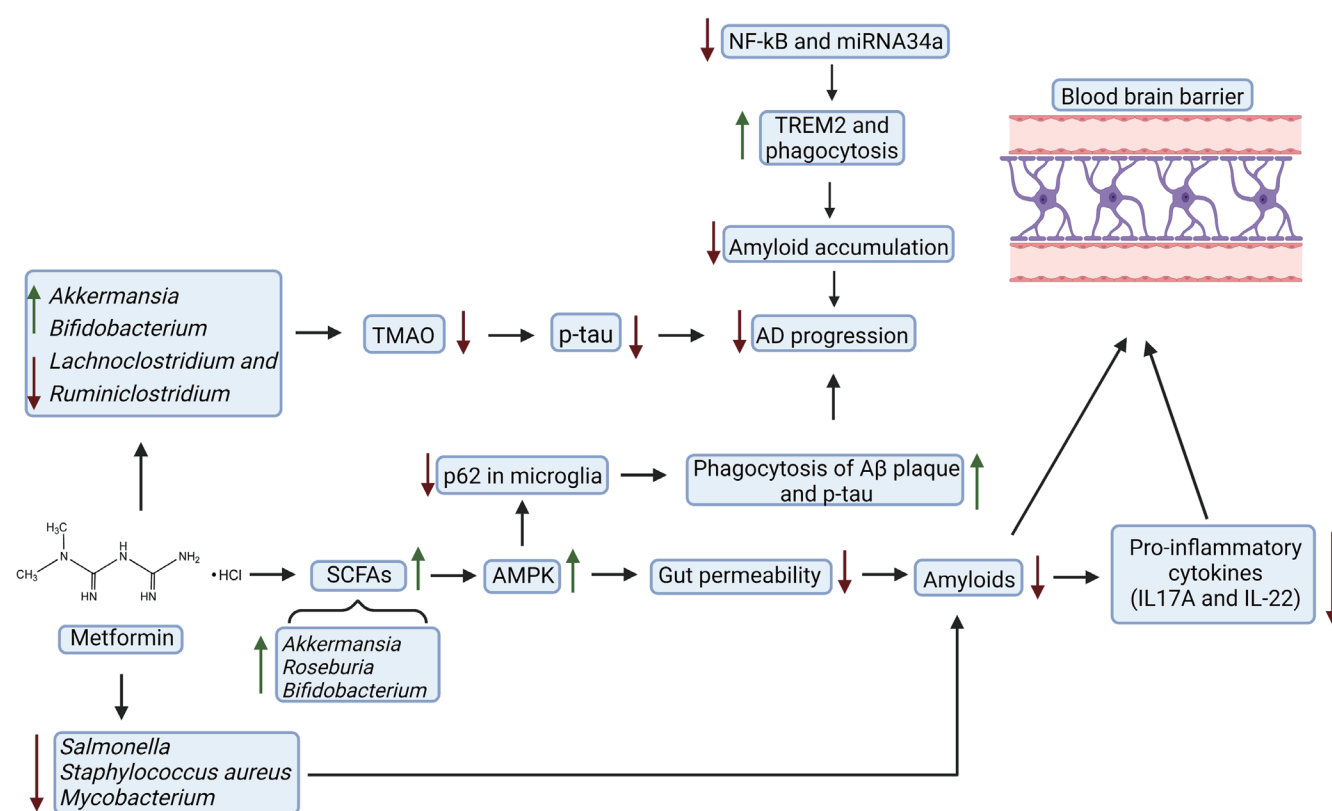 NF-kB and miRNA34a
TREM2 and
phagocytosis
Amyloid accumulation
Blood brain barrier
Akkermansia
Bifidobacterium
Lachnoclostridium and
Ruminiclostridium
TMAO
p-tau
AD progression
p62 in microglia
Phagocytosis of Aβ plaque
and p-tau
H₃C
CH₃
N
H
N
NH₂
HN
HN
•HCl
Metformin
SCFAs
AMPK
Gut permeability
Amyloids
Pro-inflammatory
cytokines
(IL17A and IL-22)
Akkermansia
Roseburia
Bifidobacterium
Salmonella
Staphylococcus aureus
Mycobacterium